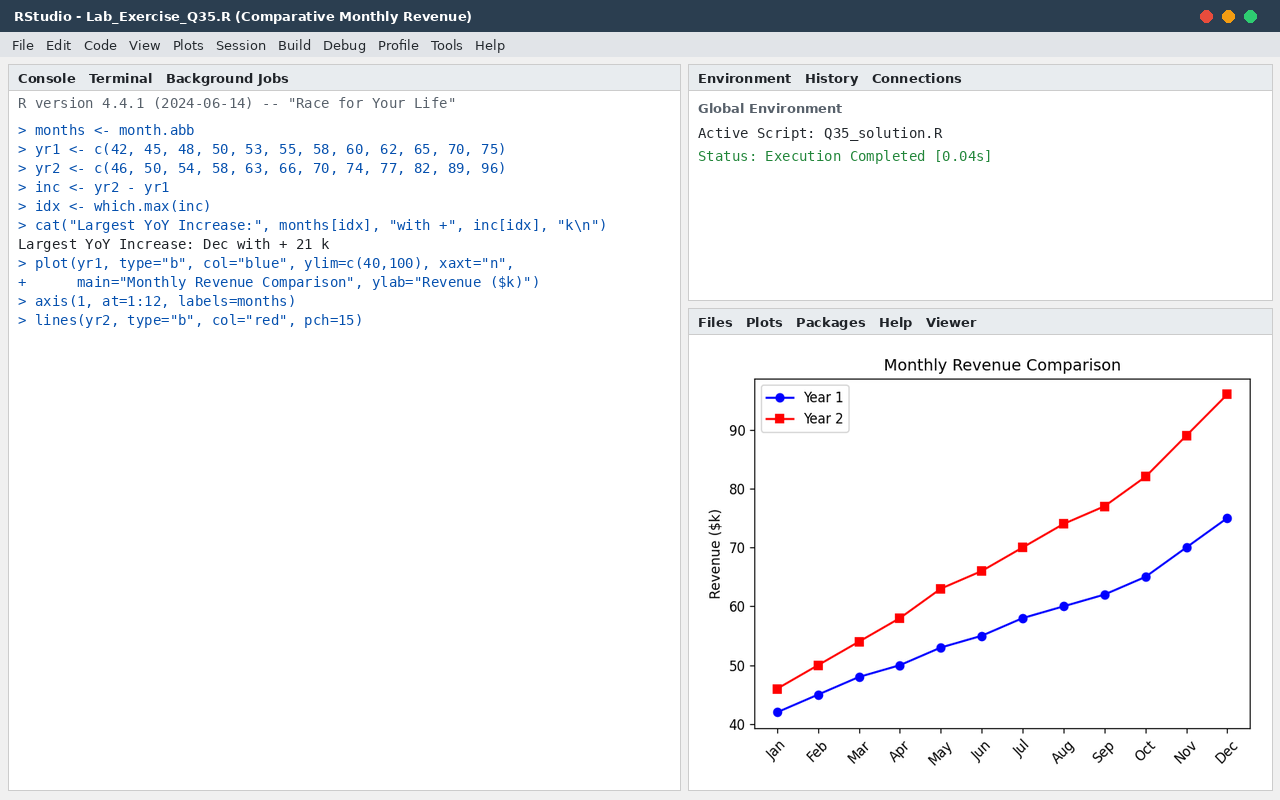 RStudio - Lab_Exercise_Q35.R (Comparative Monthly Revenue)
File Edit Code View Plots Session Build Debug Profile Tools Help
Console Terminal Background Jobs
R version 4.4.1 (2024-06-14) -- "Race for Your Life"
> months <- month.abb
> yr1 <- c(42, 45, 48, 50, 53, 55, 58, 60, 62, 65, 70, 75)
> yr2 <- c(46, 50, 54, 58, 63, 66, 70, 74, 77, 82, 89, 96)
> inc <- yr2 - yr1
> idx <- which.max(inc)
> cat("Largest YoY Increase:", months[idx], "with +", inc[idx], "k\n")
Largest YoY Increase: Dec with + 21 k
> plot(yr1, type="b", col="blue", ylim=c(40,100), xaxt="n",
+      main="Monthly Revenue Comparison", ylab="Revenue ($k)")
> axis(1, at=1:12, labels=months)
> lines(yr2, type="b", col="red", pch=15)
Environment History Connections
Global Environment
Active Script: Q35_solution.R
Status: Execution Completed [0.04s]
Files Plots Packages Help Viewer
Monthly Revenue Comparison
Year 1
Year 2
Revenue ($k)
90
80
70
60
50
40
Jan Feb Mar Apr May Jun Jul Aug Sep Oct Nov Dec